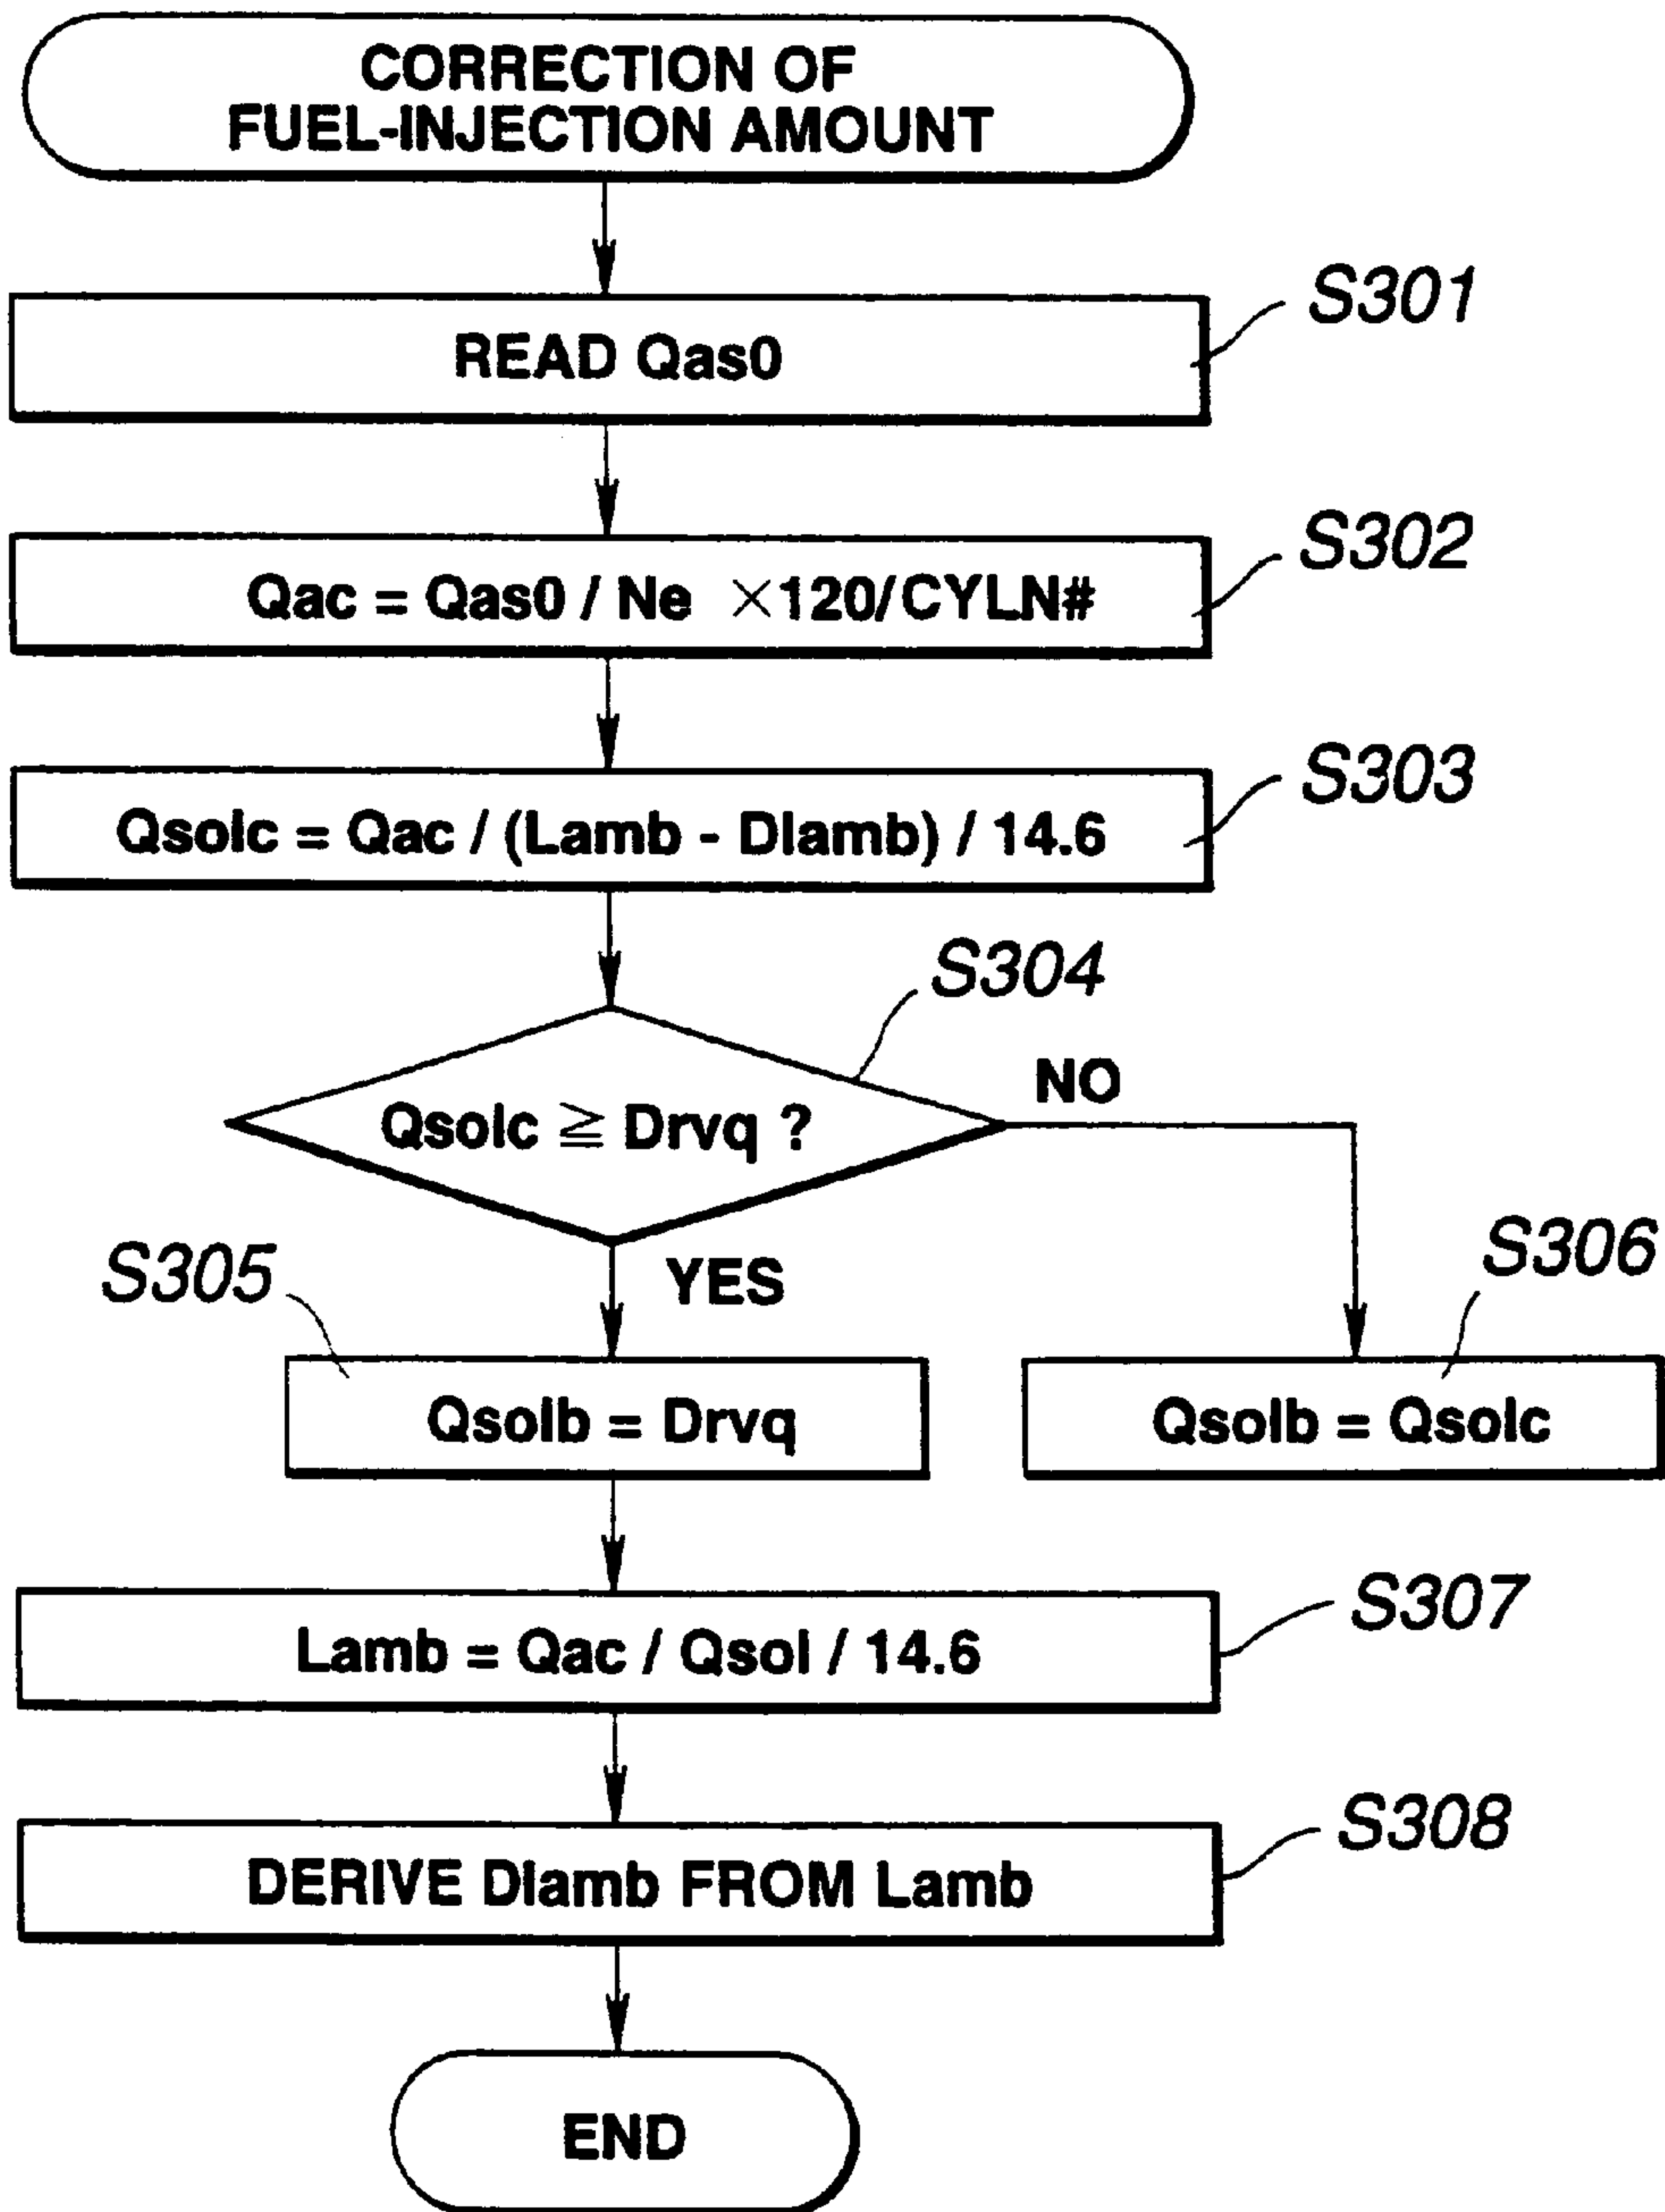 CORRECTION OF
FUEL-INJECTION AMOUNT
S301
READ Qas0
S302
Qac = Qas0 / Ne ×120/CYLN#
S303
Qsolc = Qac / (Lamb - Dlamb) / 14.6
S304
Qsolc ≧ Drvq ?
NO
YES
S305
S306
Qsolb = Drvq
Qsolb = Qsolc
S307
Lamb = Qac / Qsol / 14.6
S308
DERIVE Dlamb FROM Lamb
END